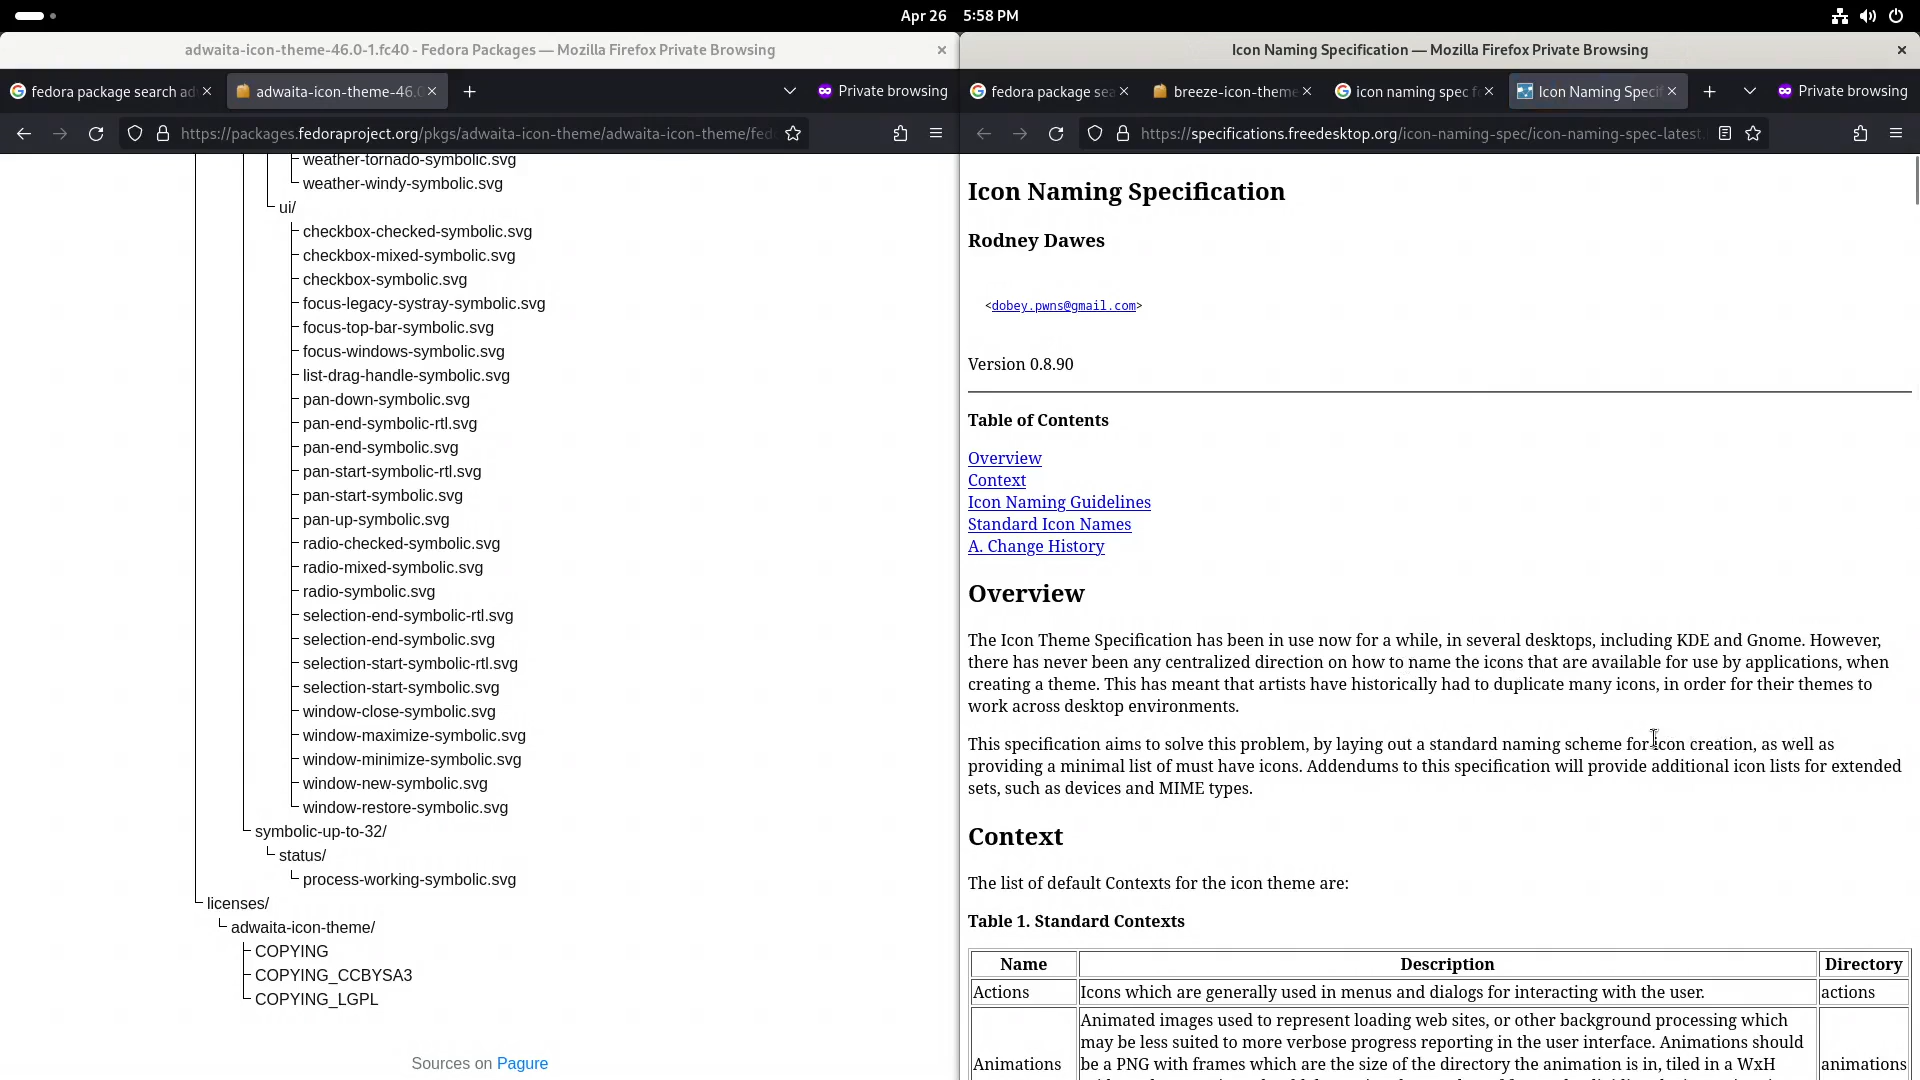 Apr 26 5:58 PM
adwaita-icon-theme-46.0-1.fc40 - Fedora Packages — Mozilla Firefox Private Browsing
fedora package search ad
adwaita-icon-theme-46.0
Private browsing
https://packages.fedoraproject.org/pkgs/adwaita-icon-theme/adwaita-icon-theme/fed
weather-tornado-symbolic.svg
weather-windy-symbolic.svg
ui/
checkbox-checked-symbolic.svg
checkbox-mixed-symbolic.svg
checkbox-symbolic.svg
focus-legacy-systray-symbolic.svg
focus-top-bar-symbolic.svg
focus-windows-symbolic.svg
list-drag-handle-symbolic.svg
pan-down-symbolic.svg
pan-end-symbolic-rtl.svg
pan-end-symbolic.svg
pan-start-symbolic-rtl.svg
pan-start-symbolic.svg
pan-up-symbolic.svg
radio-checked-symbolic.svg
radio-mixed-symbolic.svg
radio-symbolic.svg
selection-end-symbolic-rtl.svg
selection-end-symbolic.svg
selection-start-symbolic-rtl.svg
selection-start-symbolic.svg
window-close-symbolic.svg
window-maximize-symbolic.svg
window-minimize-symbolic.svg
window-new-symbolic.svg
window-restore-symbolic.svg
symbolic-up-to-32/
status/
process-working-symbolic.svg
licenses/
adwaita-icon-theme/
COPYING
COPYING_CCBYSA3
COPYING_LGPL
Sources on Pagure
Icon Naming Specification — Mozilla Firefox Private Browsing
fedora package sea
breeze-icon-theme
icon naming spec f
Icon Naming Specif
Private browsing
https://specifications.freedesktop.org/icon-naming-spec/icon-naming-spec-latest.
Icon Naming Specification
Rodney Dawes
<dobey.pwns@gmail.com>
Version 0.8.90
Table of Contents
Overview
Context
Icon Naming Guidelines
Standard Icon Names
A. Change History
Overview
The Icon Theme Specification has been in use now for a while, in several desktops, including KDE and Gnome. However,
there has never been any centralized direction on how to name the icons that are available for use by applications, when
creating a theme. This has meant that artists have historically had to duplicate many icons, in order for their themes to
work across desktop environments.
This specification aims to solve this problem, by laying out a standard naming scheme for icon creation, as well as
providing a minimal list of must have icons. Addendums to this specification will provide additional icon lists for extended
sets, such as devices and MIME types.
Context
The list of default Contexts for the icon theme are:
Table 1. Standard Contexts
Name Description Directory
Actions Icons which are generally used in menus and dialogs for interacting with the user. actions
Animations Animated images used to represent loading web sites, or other background processing which
may be less suited to more verbose progress reporting in the user interface. Animations should
be a PNG with frames which are the size of the directory the animation is in, tiled in a WxH
animations